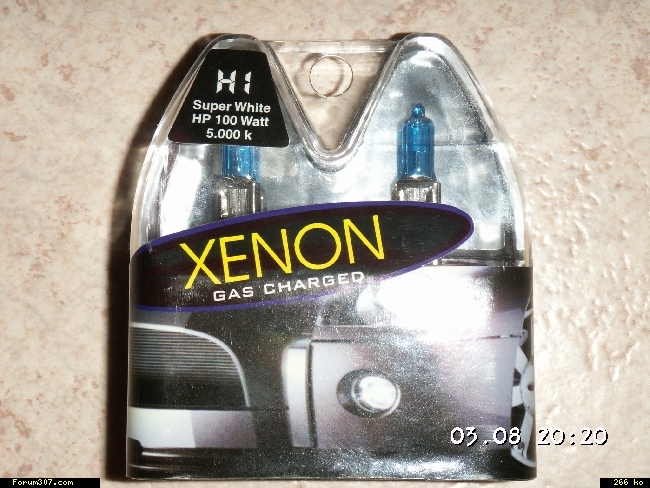 H1
Super White
HP 100 Watt
5.000 k
XENON
GAS CHARGED
03.08 20:20
Forum307.com
266 ko